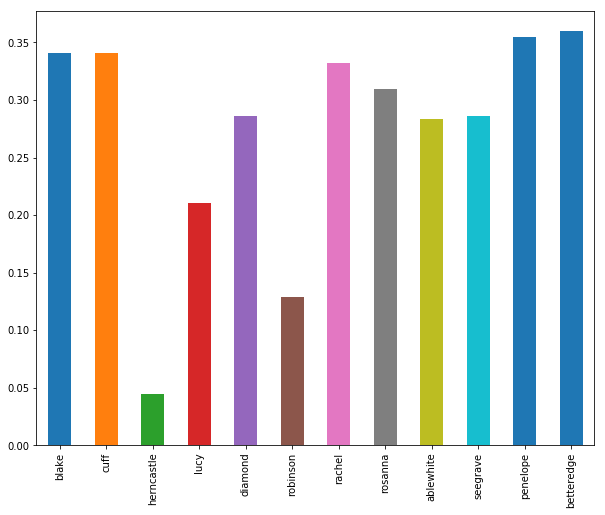 0.35
0.30
0.25
0.20
0.15
0.10
0.05
0.00
blake
cuff
herncastle
lucy
diamond
robinson
rachel
rosanna
ablewhite
seegrave
penelope
betteredge